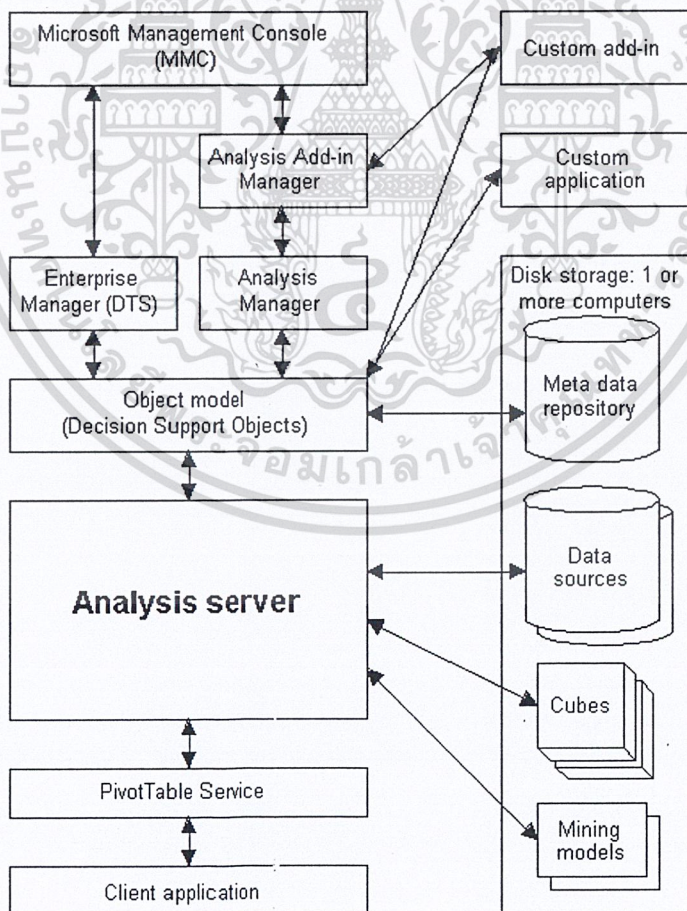 Microsoft Management Console
(MMC)
Custom add-in
Analysis Add-in
Manager
Custom
application
Enterprise
Manager (DTS)
Analysis
Manager
Disk storage: 1 or
more computers
Object model
(Decision Support Objects)
Meta data
repository
Analysis server
Data
sources
Cubes
PivotTable Service
Mining
models
Client application